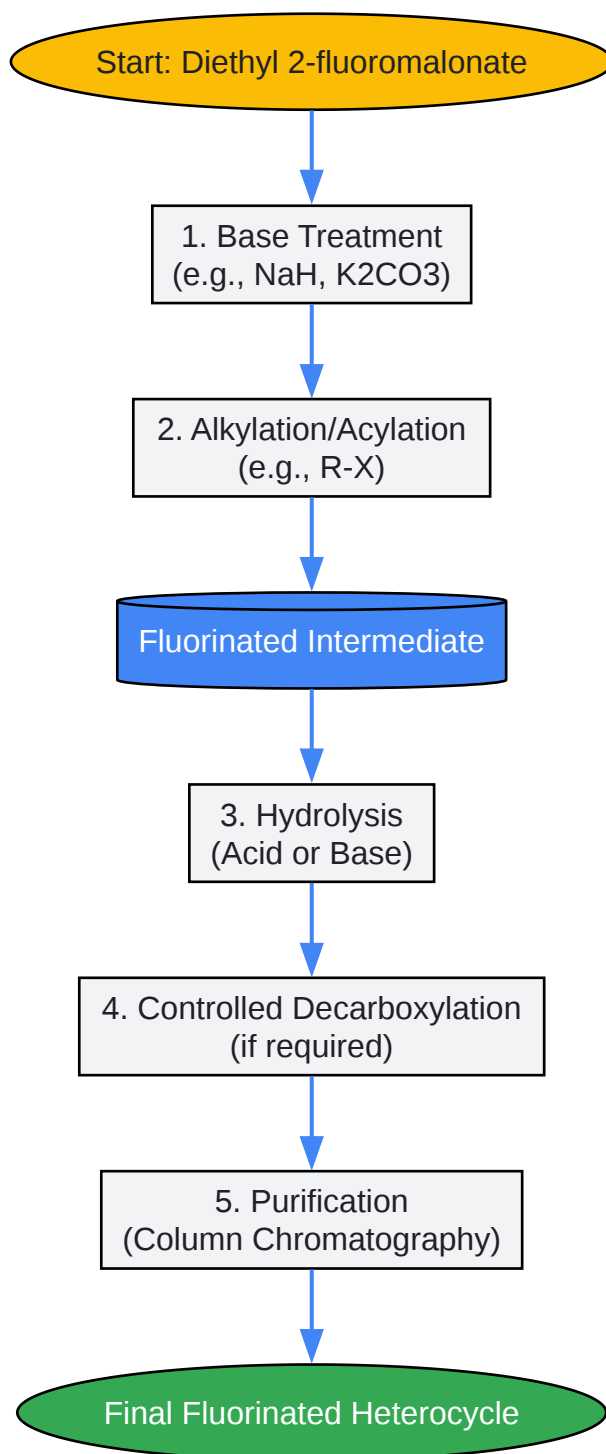 Start: Diethyl 2-fluoromalonate
1. Base Treatment
(e.g., NaH, K2CO3)
2. Alkylation/Acylation
(e.g., R-X)
Fluorinated Intermediate
3. Hydrolysis
(Acid or Base)
4. Controlled Decarboxylation
(if required)
5. Purification
(Column Chromatography)
Final Fluorinated Heterocycle